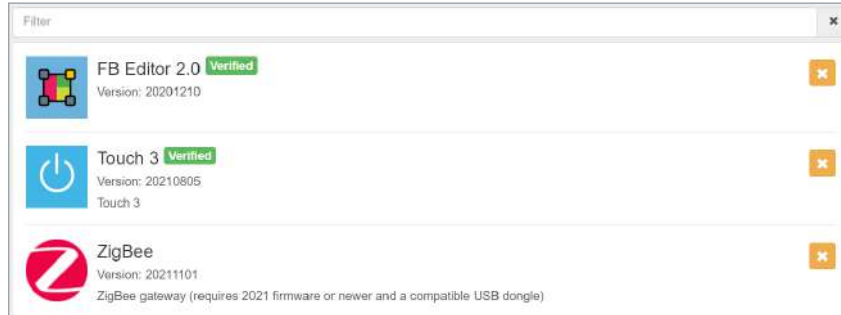 Filter
FB Editor 2.0 Verified
Version: 20201210
Touch 3 Verified
Version: 20210805
Touch 3
ZigBee
Version: 20211101
ZigBee gateway (requires 2021 firmware or newer and a compatible USB dongle)